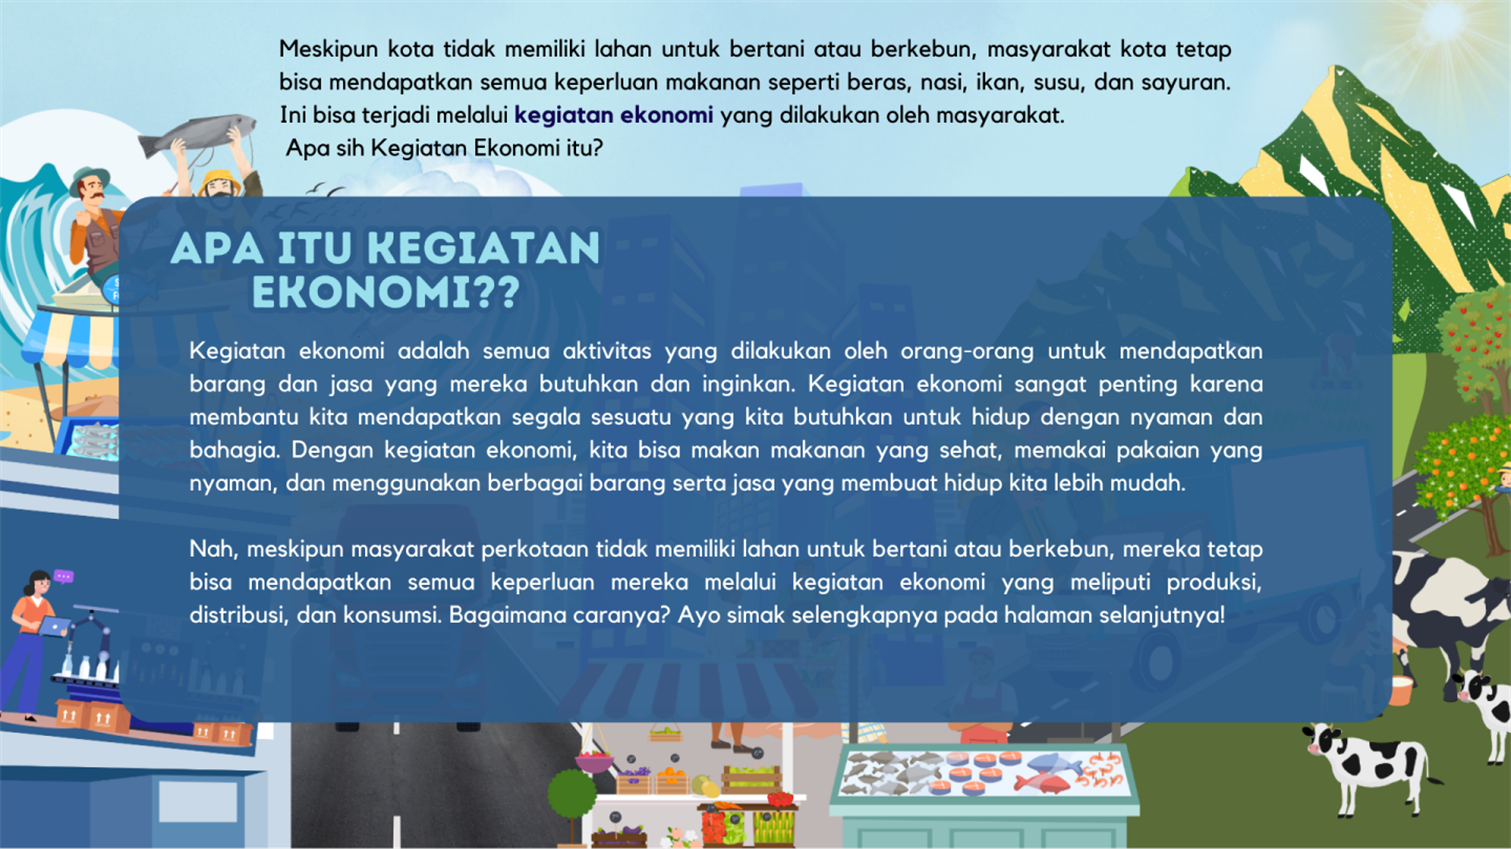 Meskipun kota tidak memiliki lahan untuk bertani atau berkebun, masyarakat kota tetap
bisa mendapatkan semua keperluan makanan seperti beras, nasi, ikan, susu, dan sayuran.
Ini bisa terjadi melalui kegiatan ekonomi yang dilakukan oleh masyarakat.
Apa sih Kegiatan Ekonomi itu?
APA ITU KEGIATAN
EKONOMI??
Kegiatan ekonomi adalah semua aktivitas yang dilakukan oleh orang-orang untuk mendapatkan
barang dan jasa yang mereka butuhkan dan inginkan. Kegiatan ekonomi sangat penting karena
membantu kita mendapatkan segala sesuatu yang kita butuhkan untuk hidup dengan nyaman dan
bahagia. Dengan kegiatan ekonomi, kita bisa makan makanan yang sehat, memakai pakaian yang
nyaman, dan menggunakan berbagai barang serta jasa yang membuat hidup kita lebih mudah.
Nah, meskipun masyarakat perkotaan tidak memiliki lahan untuk bertani atau berkebun, mereka tetap
bisa mendapatkan semua keperluan mereka melalui kegiatan ekonomi yang meliputi produksi,
distribusi, dan konsumsi. Bagaimana caranya? Ayo simak selengkapnya pada halaman selanjutnya!